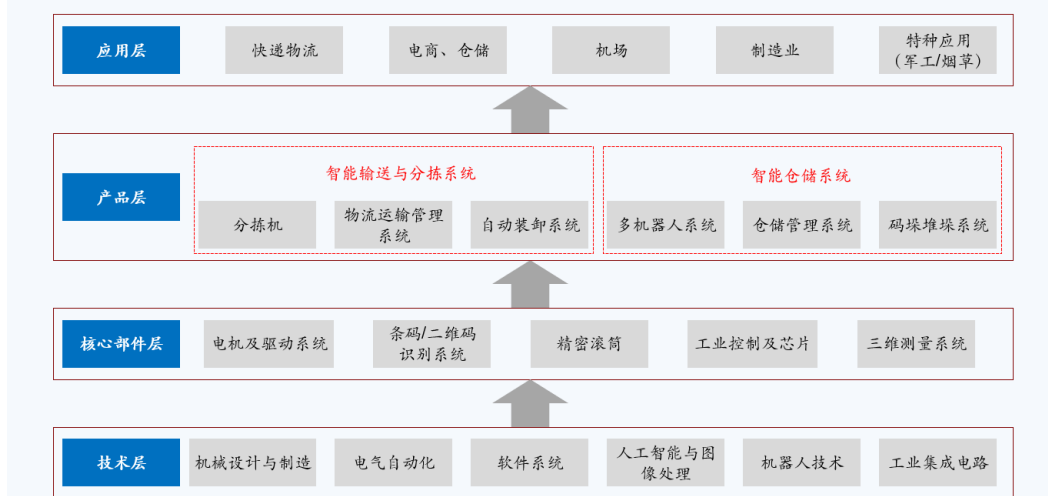 应用层
快递物流
电商、仓储
机场
制造业
特种应用
(军工/烟草)
智能输送与分拣系统
智能仓储系统
产品层
分拣机
物流运输管理
系统
自动装卸系统
多机器人系统
仓储管理系统
码垛堆垛系统
核心部件层
电机及驱动系统
条码/二维码
识别系统
精密滚筒
工业控制及芯片
三维测量系统
技术层
机械设计与制造
电气自动化
软件系统
人工智能与图
像处理
机器人技术
工业集成电路